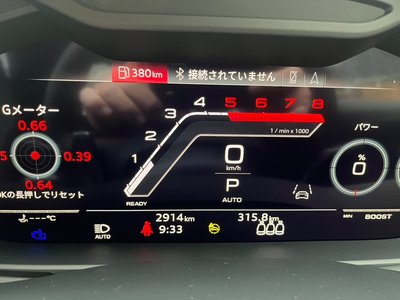 380km 接続されていません
Gメーター
0.66
5 0.39
0.64
OKの長押しでリセット
1 2 3 4 5 6 7 8
1 / min x 1000
0
km/h
P
AUTO
READY
パワー
%
0
MIN BOOST
---°C
AUTO
2914km
9:33
315.8km